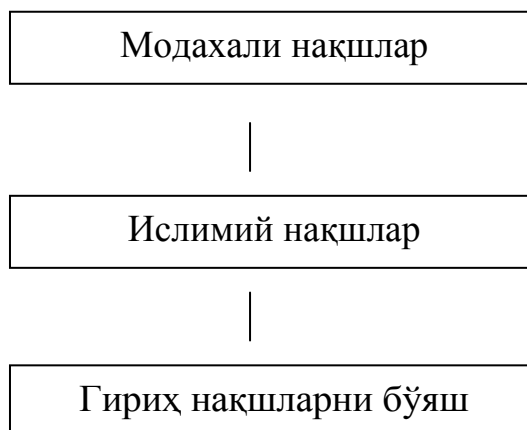 Модахали нақшлар
Ислимий нақшлар
Гириҳ нақшларни бўяш